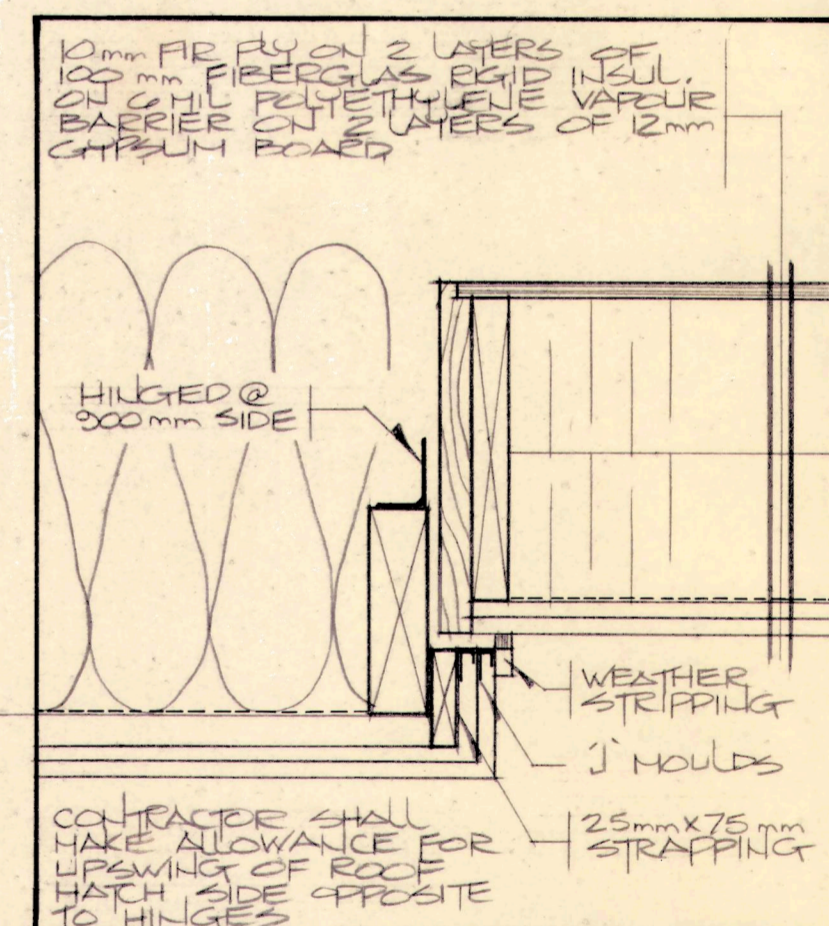 10mm FIR PLY ON 2 LAYERS OF
100 mm FIBERGLAS RIGID INSUL.
ON 6 MIL POLYETHYLENE VAPOUR
BARRIER ON 2 LAYERS OF 12mm
GYPSUM BOARD
HINGED @
900mm SIDE
WEATHER
STRIPPING
'J' MOULDS
25mm X 75 mm
STRAPPING
CONTRACTOR SHALL
MAKE ALLOWANCE FOR
UPSWING OF ROOF
HATCH SIDE OPPOSITE
TO HINGES